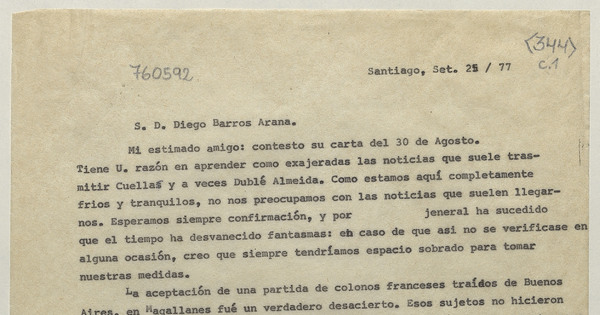 (344)
760592
c.1
Santiago, Set. 25 / 77
S. D. Diego Barros Arana.
Mi estimado amigo: contesto su carta del 30 de Agosto.
Tiene U. razón en aprender como exajeradas las noticias que suele tras-
mitir Cuellas y a veces Dublé Almeida. Como estamos aquí completamente
frios y tranquilos, no nos preocupamos con las noticias que suelen llegar-
nos. Esperamos siempre confirmación, y por jeneral ha sucedido
que el tiempo ha desvanecido fantasmas: en caso de que asi no se verificase en
alguna ocasión, creo que siempre tendríamos espacio sobrado para tomar
nuestras medidas.
La aceptación de una partida de colonos franceses traídos de Buenos
Aires, en Magallanes fué un verdadero desacierto. Esos sujetos no hicieron